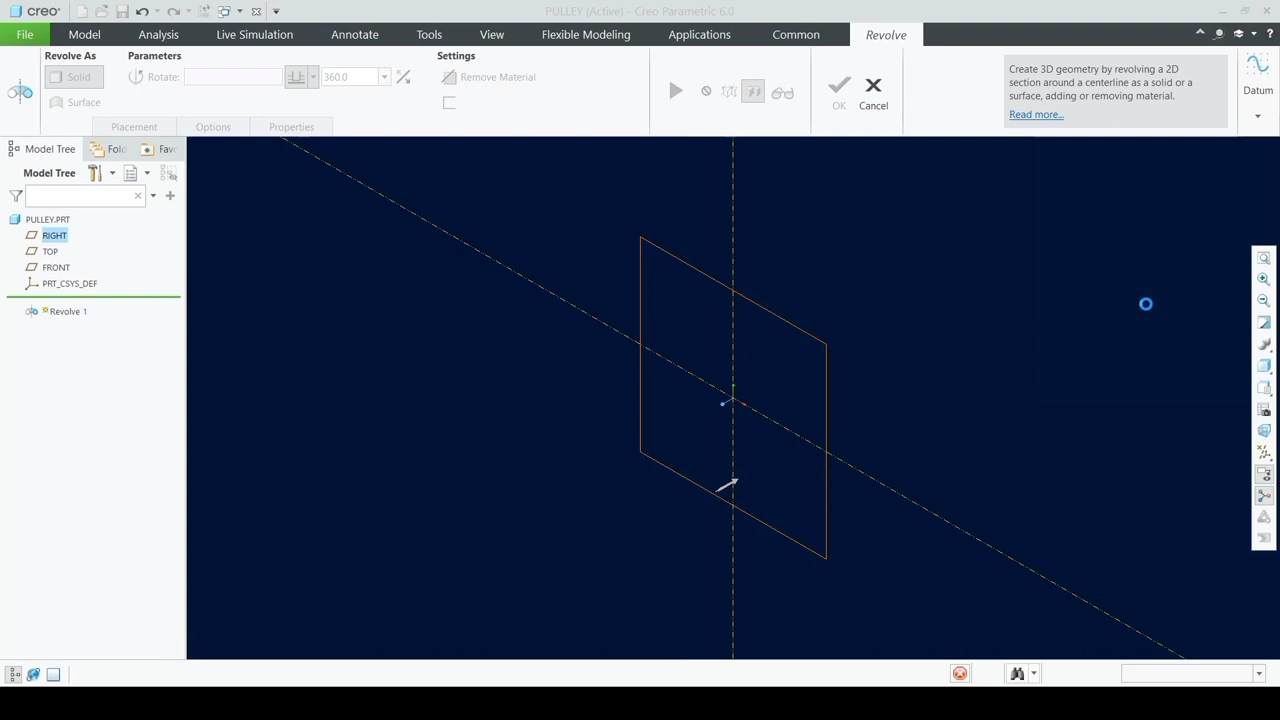 creo
PULLEY (Active) – Creo Parametric 6.0
File Model Analysis Live Simulation Annotate Tools View Flexible Modeling Applications Common Revolve
Revolve As
Solid
Surface
Parameters
Rotate:
360.0
Settings
Remove Material
OK
Cancel
Create 3D geometry by revolving a 2D
section around a centerline as a solid or a
surface, adding or removing material.
Read more...
Datum
Placement Options Properties
Model Tree Fol Fav
Model Tree
PULLEY.PRT
RIGHT
TOP
FRONT
PRT_CSYS_DEF
Revolve 1